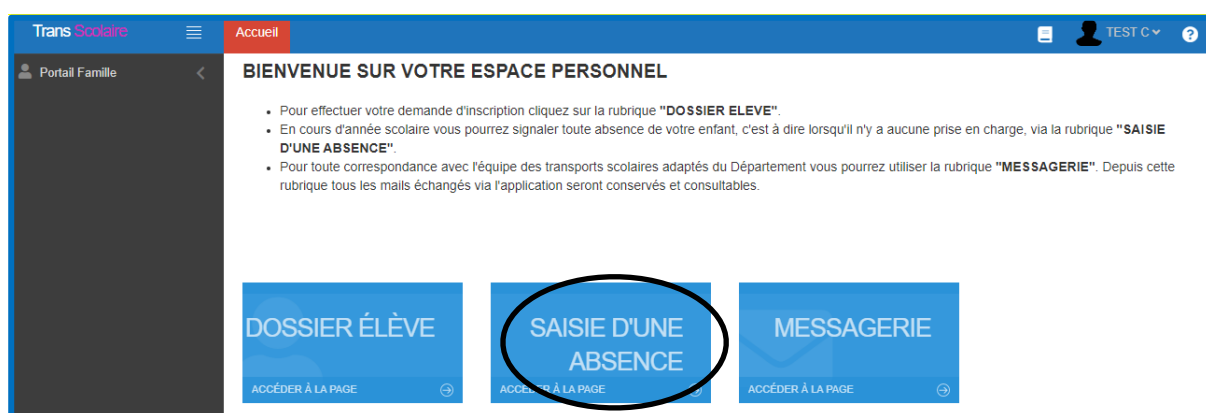 Trans Scolaire
Accueil
TEST C
?
Portail Famille
BIENVENUE SUR VOTRE ESPACE PERSONNEL
• Pour effectuer votre demande d'inscription cliquez sur la rubrique "DOSSIER ELEVE".
• En cours d'année scolaire vous pourrez signaler toute absence de votre enfant, c'est à dire lorsqu'il n'y a aucune prise en charge, via la rubrique "SAISIE
D'UNE ABSENCE".
• Pour toute correspondance avec l'équipe des transports scolaires adaptés du Département vous pourrez utiliser la rubrique "MESSAGERIE". Depuis cette
rubrique tous les mails échangés via l'application seront conservés et consultables.
DOSSIER ÉLÈVE
ACCÉDER À LA PAGE
SAISIE D'UNE
ABSENCE
ACCÉDER À LA PAGE
MESSAGERIE
ACCÉDER À LA PAGE